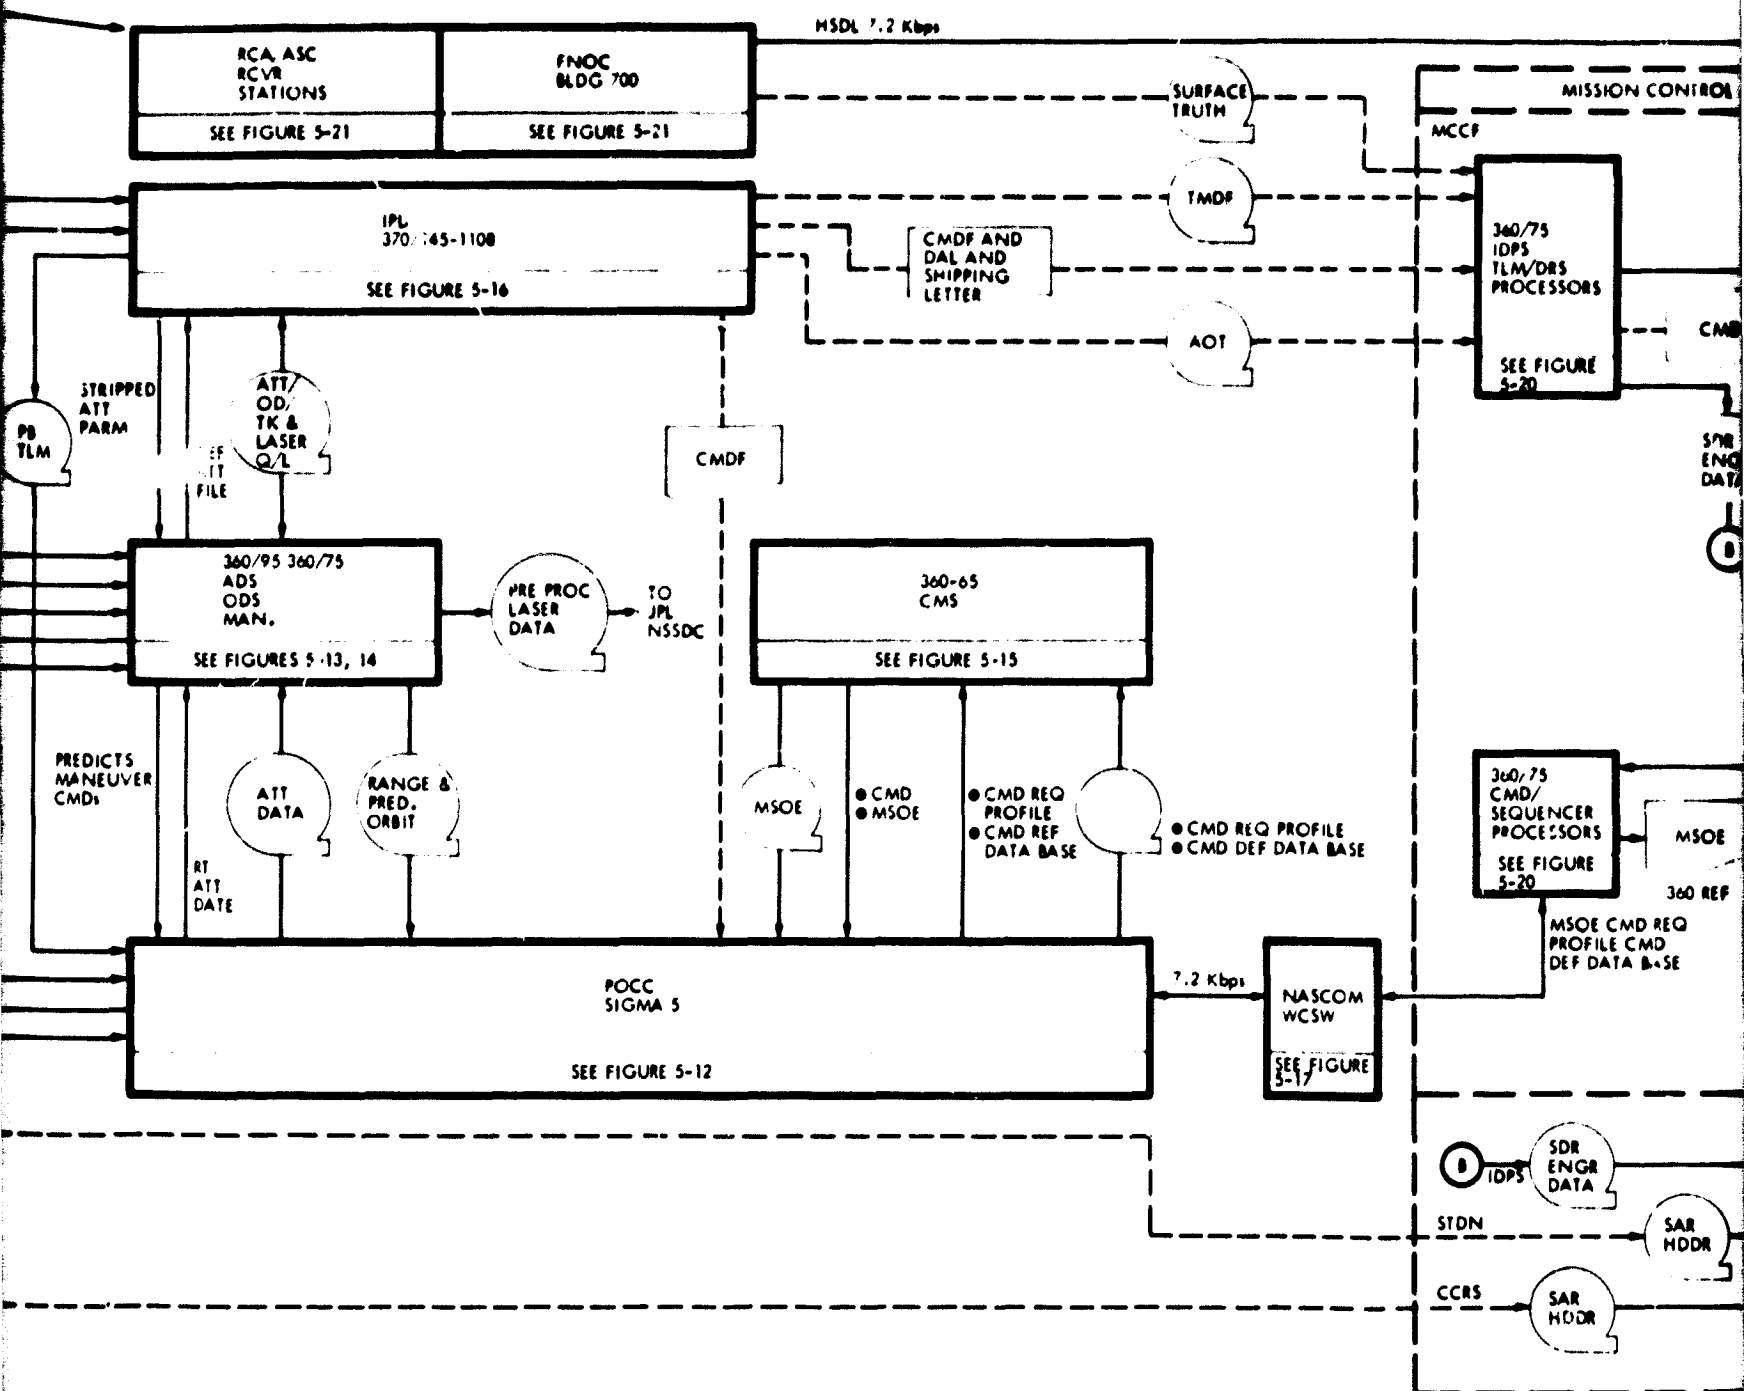 HSDL 7.2 Kbps
RCA, ASC
RCVR
STATIONS
SEE FIGURE 5-21
FNOC
BLDG 700
SEE FIGURE 5-21
SURFACE
TRUTH
MISSION CONTROL
MCCF
IPL
SEE FIGURE 5-16
TMDF
CMDF AND
DAL AND
SHIPPING
LETTER
AOT
360/75
IDPS
TLM/DRS
PROCESSORS
SEE FIGURE
5-20
STRIPPED
ATT
PARM
PB
TLM
FILE
ATT/
OD/
TK &
LASER
Q/L
CMDF
SDR
DATA
B
360/95 360/75
ADS
ODS
MAN.
SEE FIGURES 5-13, 14
PRE PROC
LASER
DATA
TO
JPL
NSSDC
360-65
CMS
SEE FIGURE 5-15
PREDICTS
MANEUVER
CMDs
RT
ATT
DATE
ATT
DATA
RANGE &
PRED.
ORBIT
MSOE
● CMD
● MSOE
● CMD REQ
PROFILE
● CMD REF
DATA BASE
● CMD REQ PROFILE
● CMD DEF DATA BASE
360/75
CMD/
SEQUENCER
PROCESSORS
SEE FIGURE
5-20
MSOE
360 REF
MSOE CMD REQ
PROFILE CMD
DEF DATA BASE
POCC
SIGMA 5
SEE FIGURE 5-12
7.2 Kbps
NASCOM
WCSW
SEE FIGURE
5-17
B
IDPS
SDR
ENGR
DATA
STDN
SAR
HDDR
CCRS
SAR
HDDR